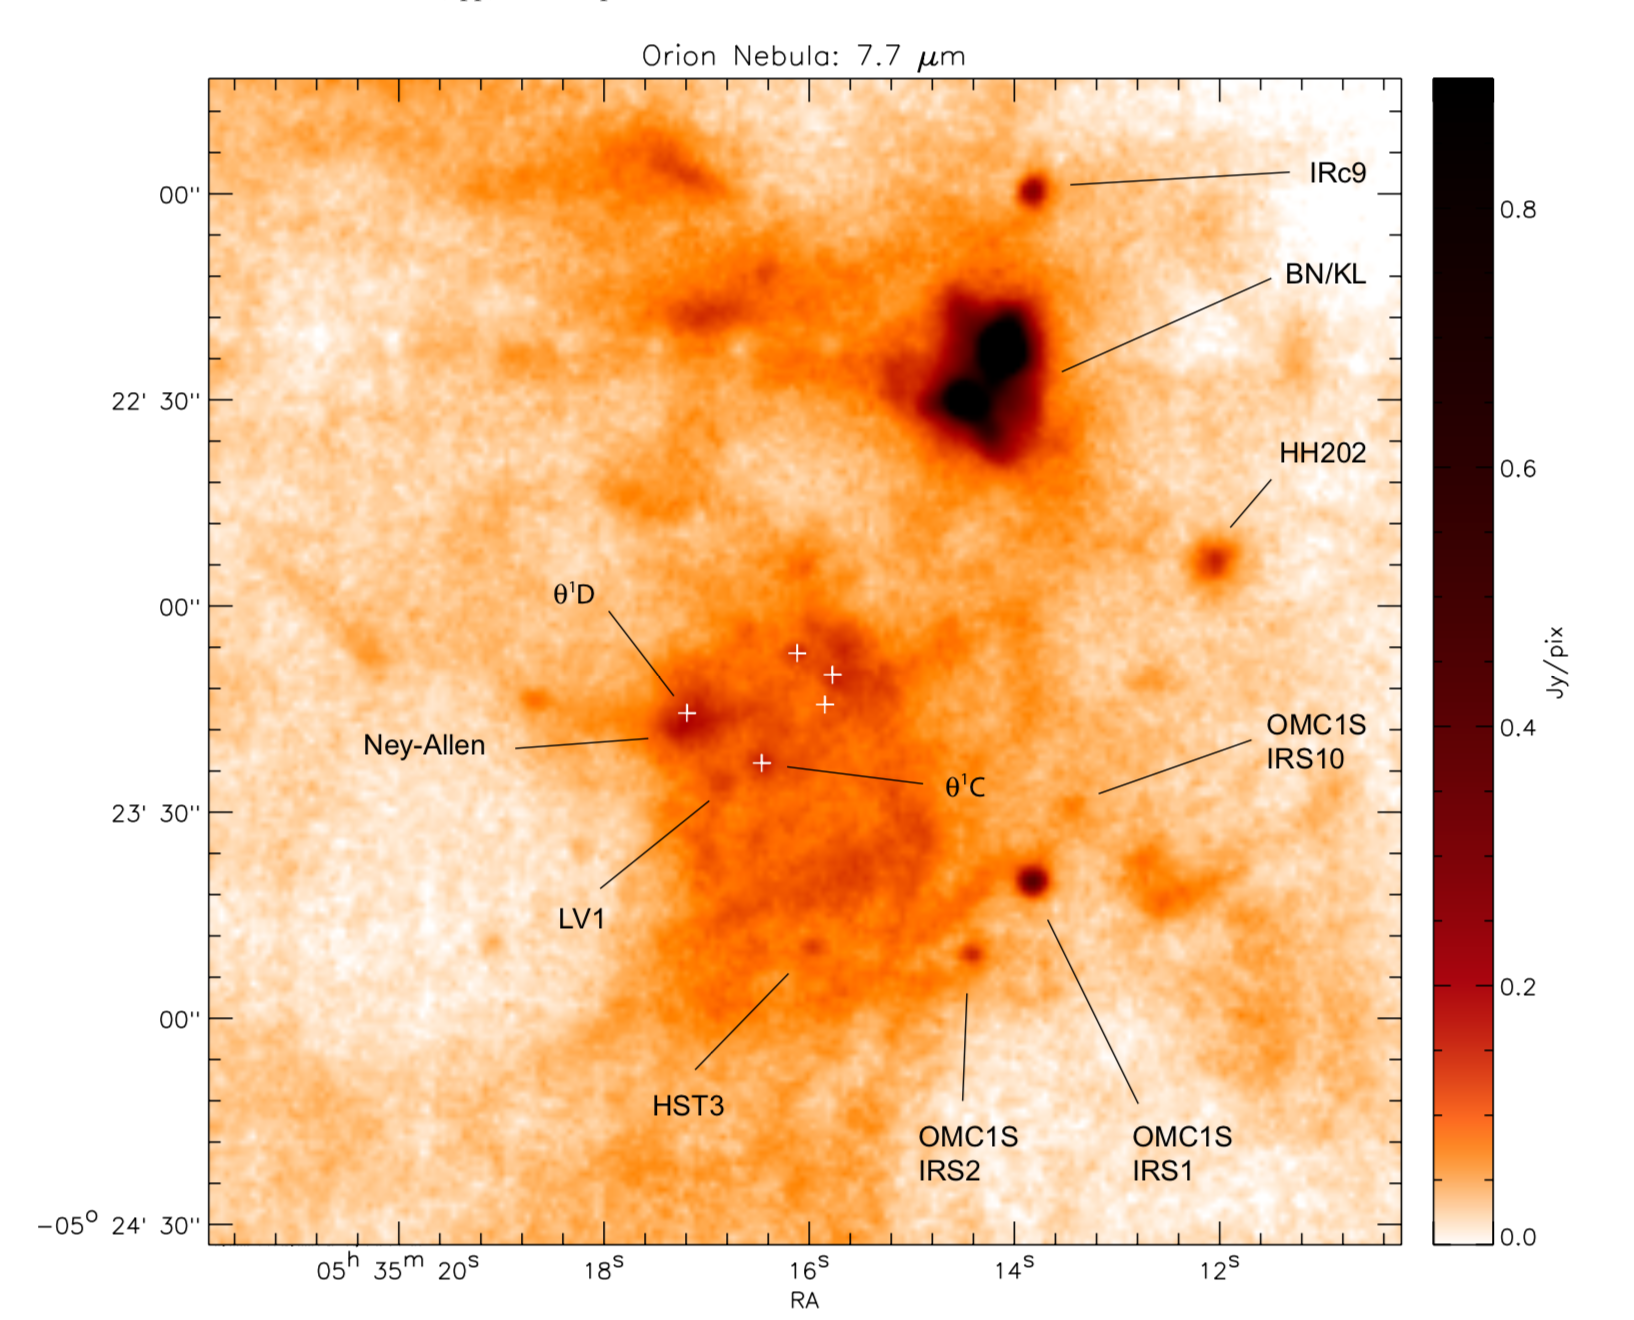 Orion Nebula: 7.7 μm
IRc9
00"
0.8
BN/KL
22' 30"
HH202
0.6
θ¹D
00"
Jy/pix
OMC1S
IRS10
0.4
Ney-Allen
θ¹C
23' 30"
LV1
0.2
00"
HST3
OMC1S
IRS2
OMC1S
IRS1
-05° 24' 30"
0.0
05ʰ 35ᵐ 20ˢ 18ˢ 16ˢ 14ˢ 12ˢ
RA